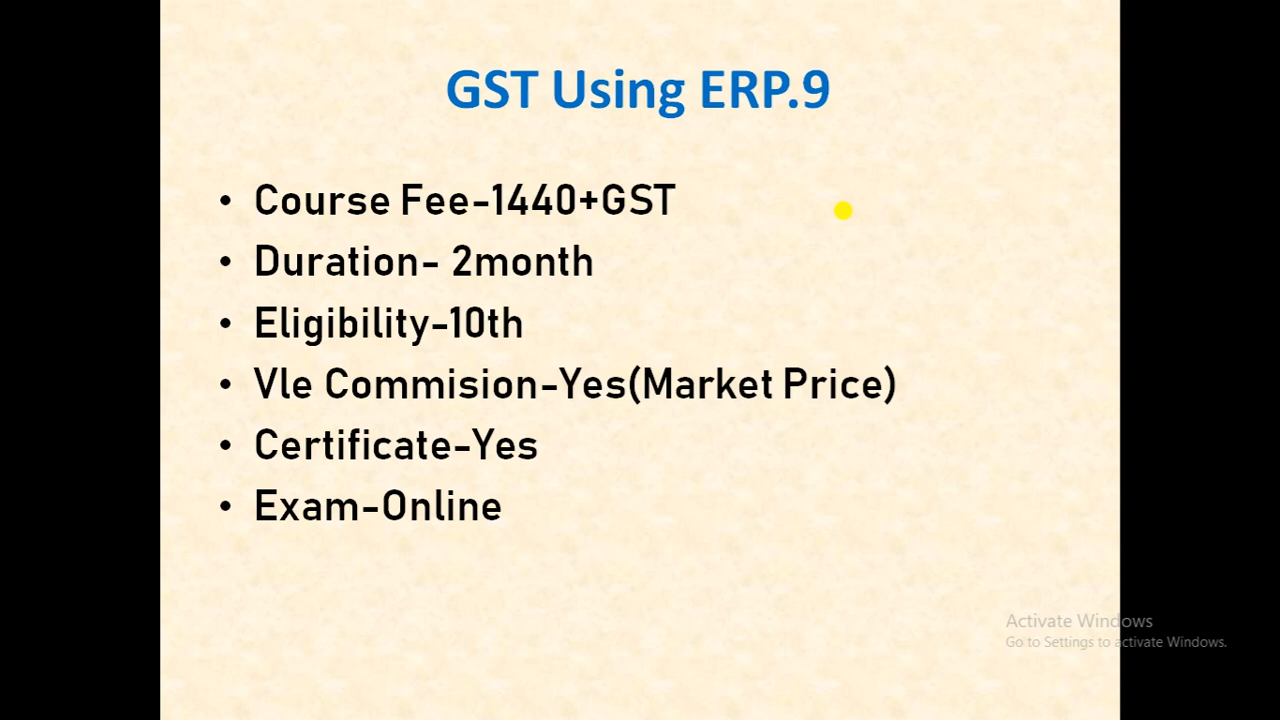 GST Using ERP.9
• Course Fee-1440+GST
• Duration- 2month
• Eligibility-10th
• Vle Commision-Yes(Market Price)
• Certificate-Yes
• Exam-Online
Activate Windows
Go to Settings to activate Windows.